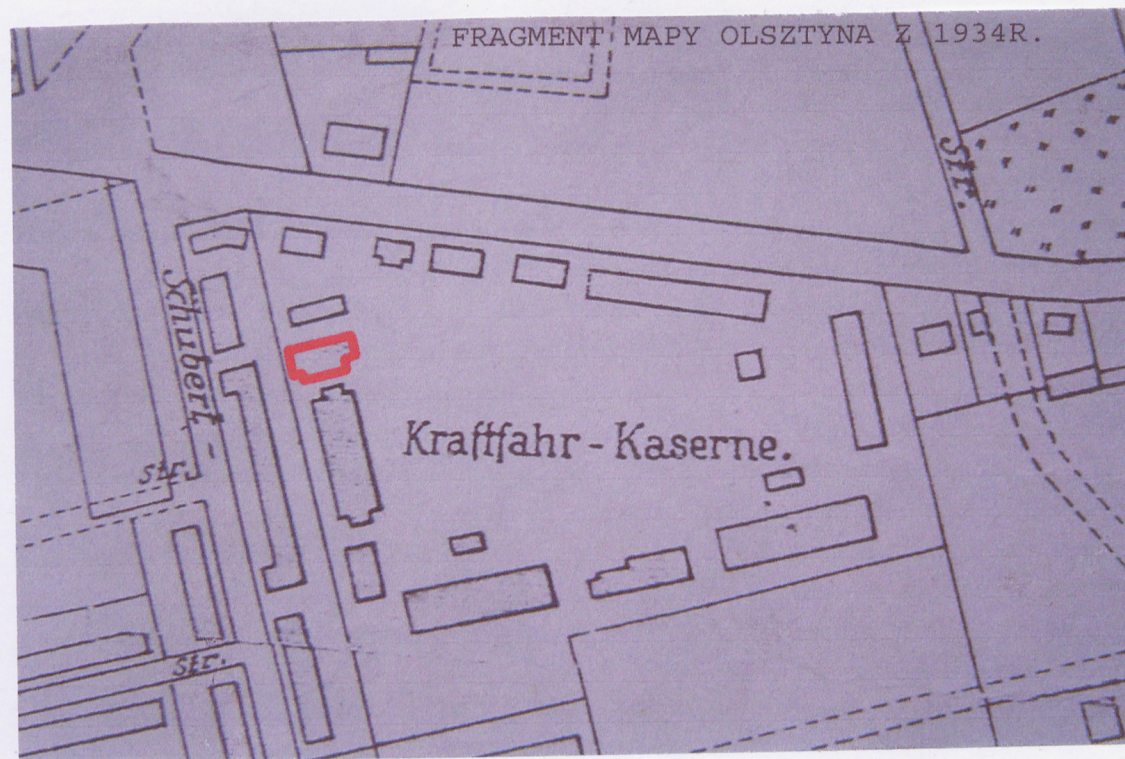 FRAGMENT MAPY OLSZTYNA Z 1934R.
Str.
Schubert-
Str.
Kraftfahr-Kaserne.
Str.